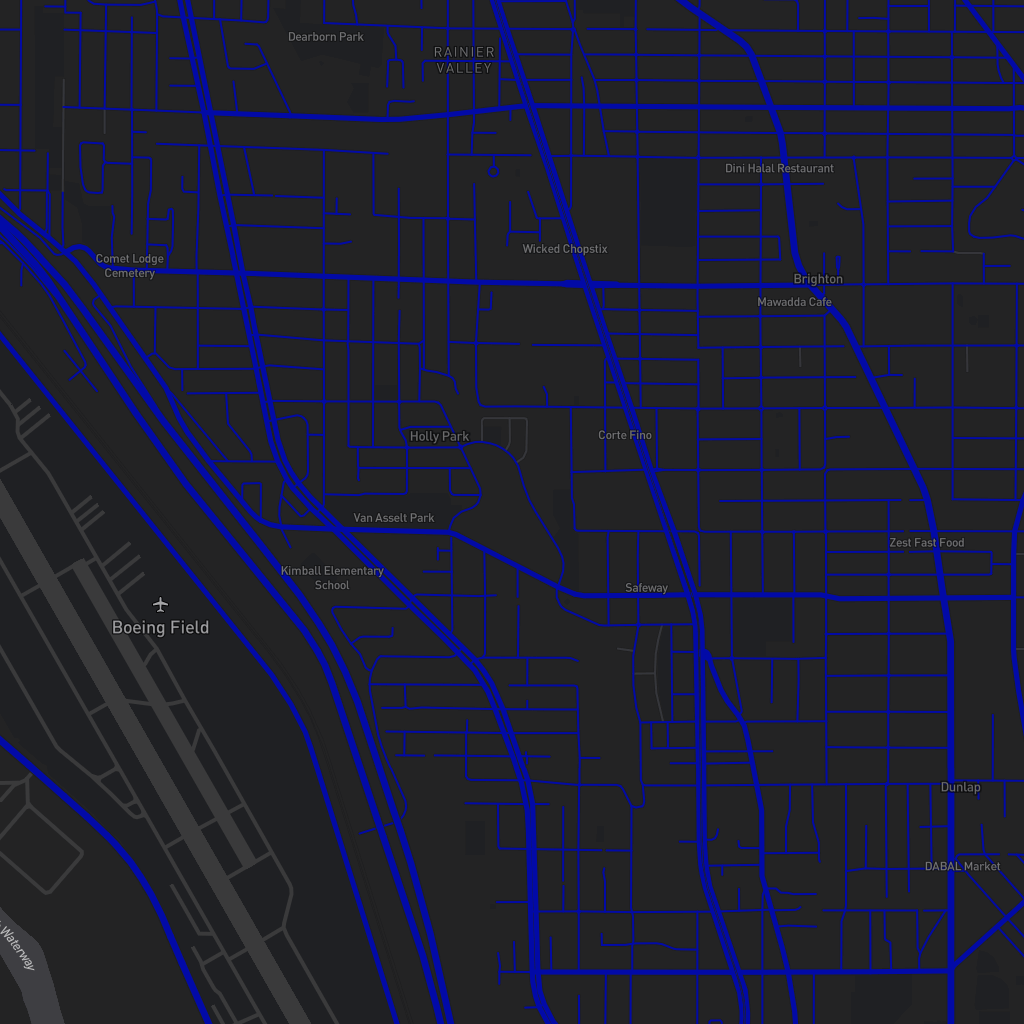 Dearborn Park
RAINIER
VALLEY
Dini Halal Restaurant
Wicked Chopstix
Comet Lodge
Cemetery
Brighton
Mawadda Cafe
Holly Park
Corte Fino
Van Asselt Park
Zest Fast Food
Kimball Elementary
School
Safeway
Boeing Field
Dunlap
DABAL Market
Waterway